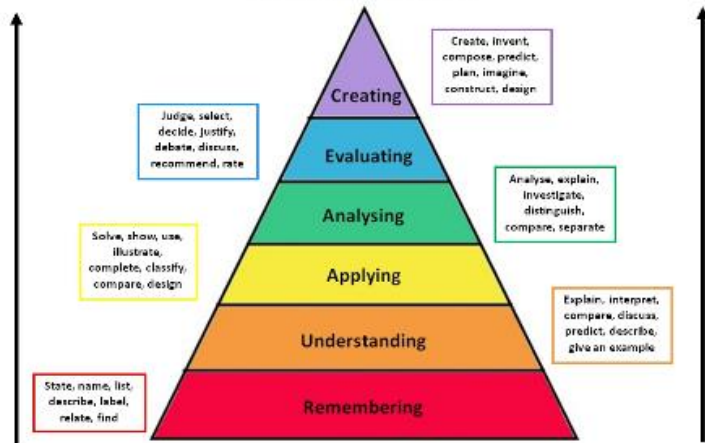 Create, invent,
compose, predict,
plan, imagine,
construct, design
Creating
Judge, select,
decide, justify,
debate, discuss,
recommend, rate
Evaluating
Analyse, explain,
investigate,
distinguish,
compare, separate
Analysing
Solve, show, use,
illustrate,
complete, classify,
compare, design
Applying
Explain, interpret,
compare, discuss,
predict, describe,
give an example
Understanding
State, name, list,
describe, label,
relate, find
Remembering